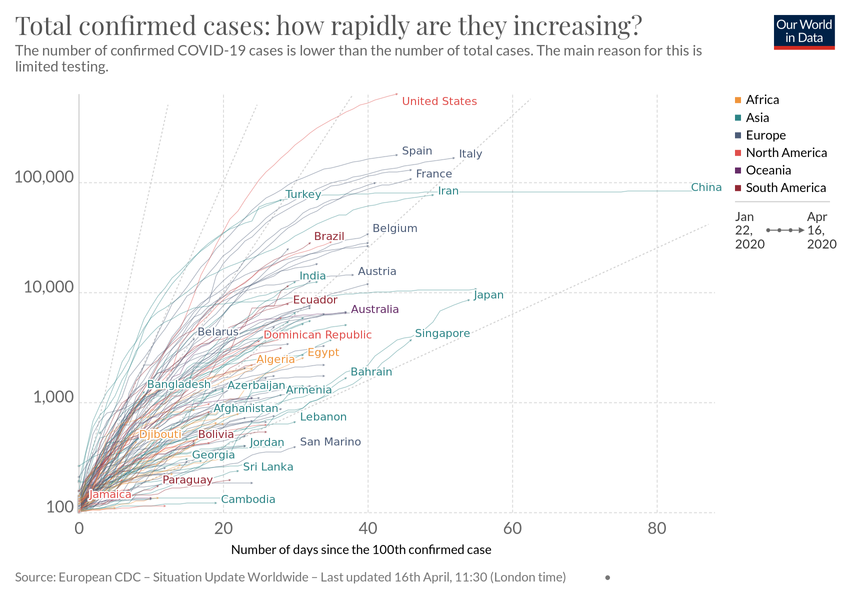 Total confirmed cases: how rapidly are they increasing?
The number of confirmed COVID-19 cases is lower than the number of total cases. The main reason for this is
limited testing.
Our World
in Data
United States
Spain
Italy
France
Turkey
Iran
China
100,000
Belgium
Brazil
Austria
India
10,000
Ecuador
Japan
Australia
Belarus
Dominican Republic
Singapore
Egypt
Algeria
Bahrain
Bangladesh
Azerbaijan
Armenia
1,000
Afghanistan
Lebanon
Djibouti
Bolivia
San Marino
Jordan
Georgia
Sri Lanka
Paraguay
Jamaica
Cambodia
100
0
20
40
60
80
Number of days since the 100th confirmed case
Africa
Asia
Europe
North America
Oceania
South America
Jan
22,
2020
Apr
16,
2020
Source: European CDC – Situation Update Worldwide – Last updated 16th April, 11:30 (London time)